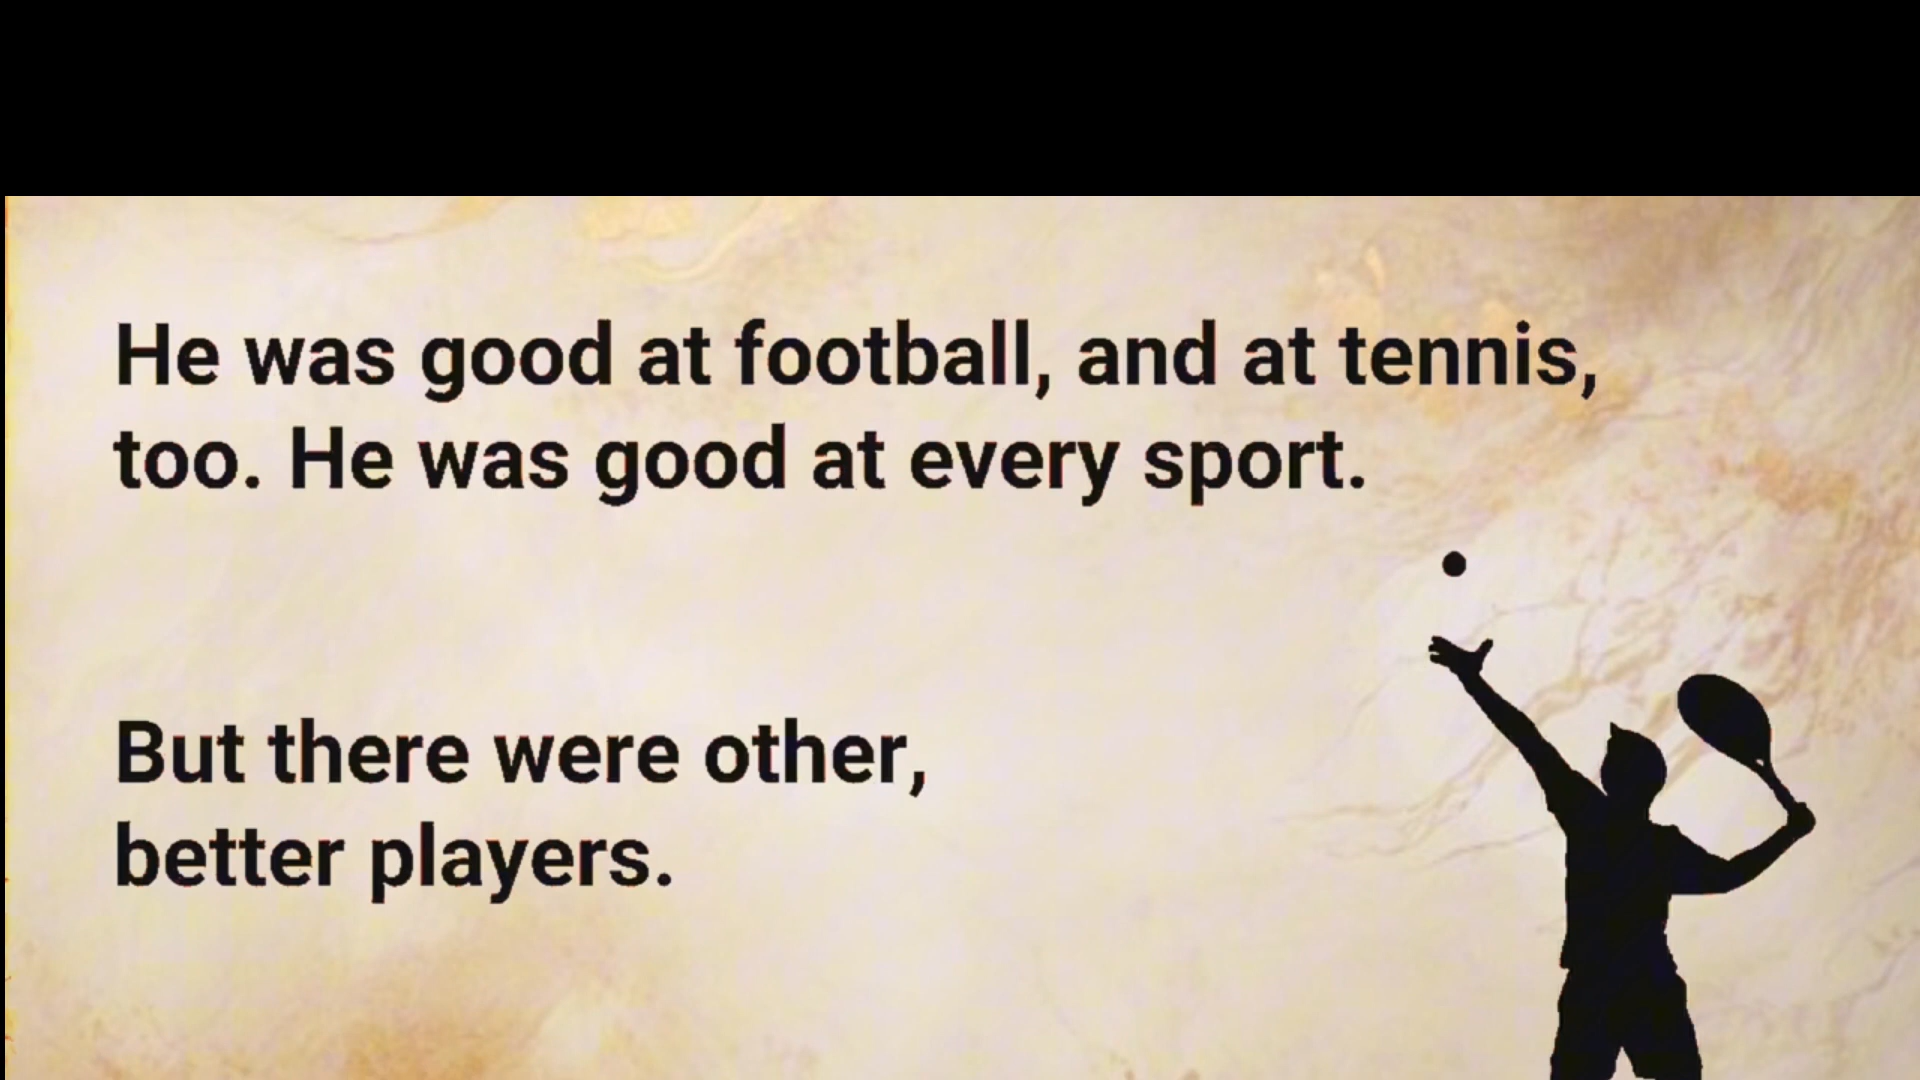 He was good at football, and at tennis,
too. He was good at every sport.
But there were other,
better players.